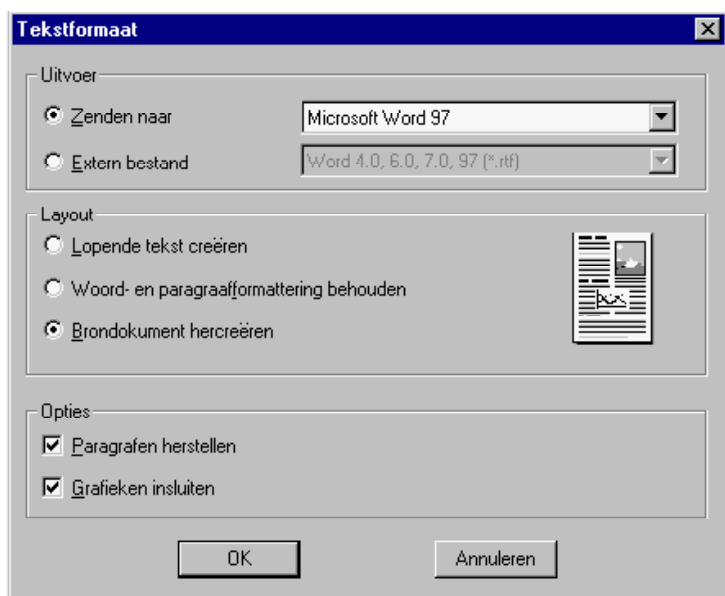 Tekstformaat
Uitvoer
Zenden naar
Microsoft Word 97
Extern bestand
Word 4.0, 6.0, 7.0, 97 (*.rtf)
Layout
Lopende tekst creëren
Woord- en paragraafformattering behouden
Brondokument hercreëren
Opties
Paragrafen herstellen
Grafieken insluiten
OK
Annuleren